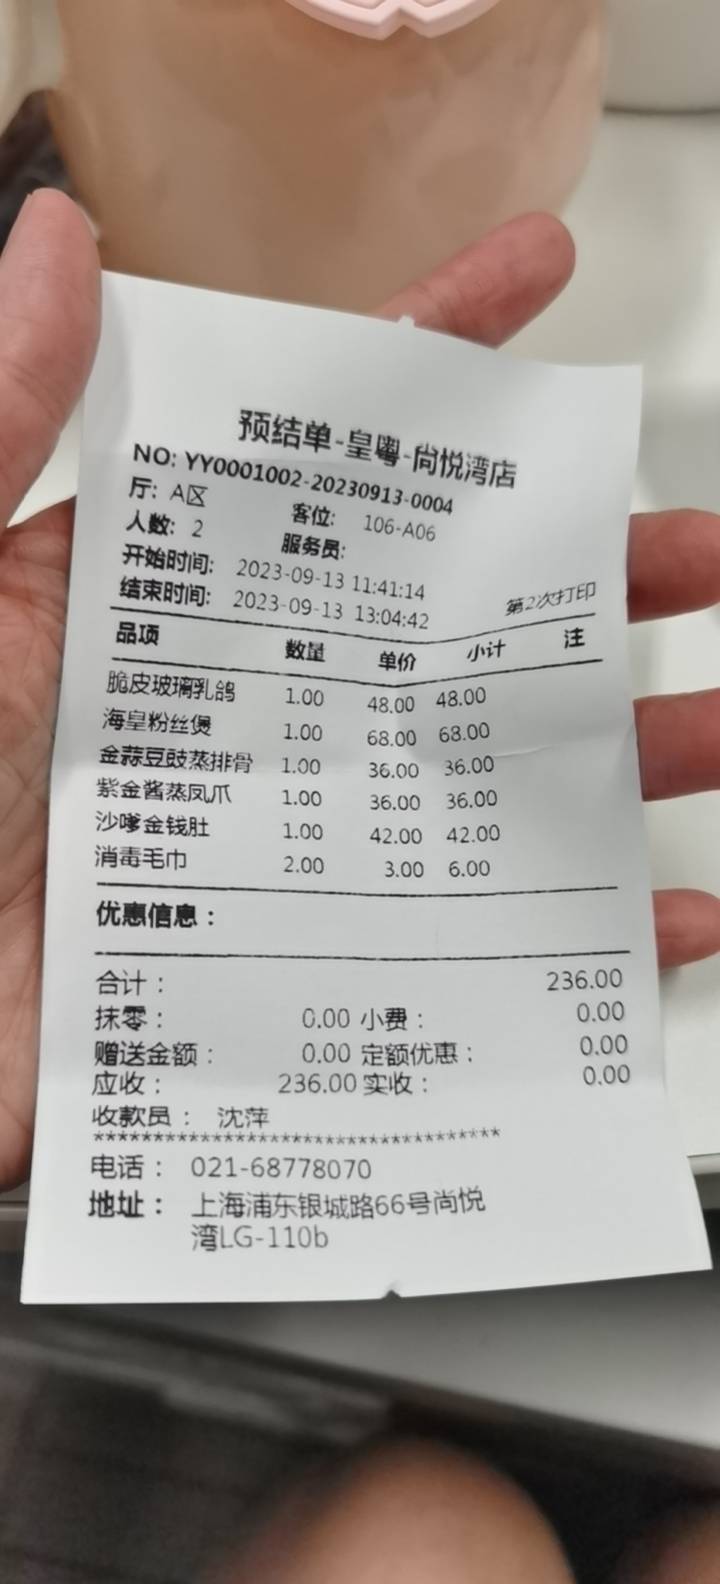 预结单-皇粤-尚悦湾店
NO: YY0001002-20230913-0004
厅: A区 客位: 106-A06
人数: 2 服务员:
开始时间: 2023-09-13 11:41:14
结束时间: 2023-09-13 13:04:42 第2次打印
品项 数量 单价 小计 注
脆皮玻璃乳鸽 1.00 48.00 48.00
海皇粉丝煲 1.00 68.00 68.00
金蒜豆豉蒸排骨 1.00 36.00 36.00
紫金酱蒸凤爪 1.00 36.00 36.00
沙嗲金钱肚 1.00 42.00 42.00
消毒毛巾 2.00 3.00 6.00
优惠信息：
合计： 236.00
抹零： 0.00 小费： 0.00
赠送金额： 0.00 定额优惠： 0.00
应收： 236.00 实收： 0.00
收款员： 沈萍
**********************************
电话： 021-68778070
地址： 上海浦东银城路66号尚悦
湾LG-110b